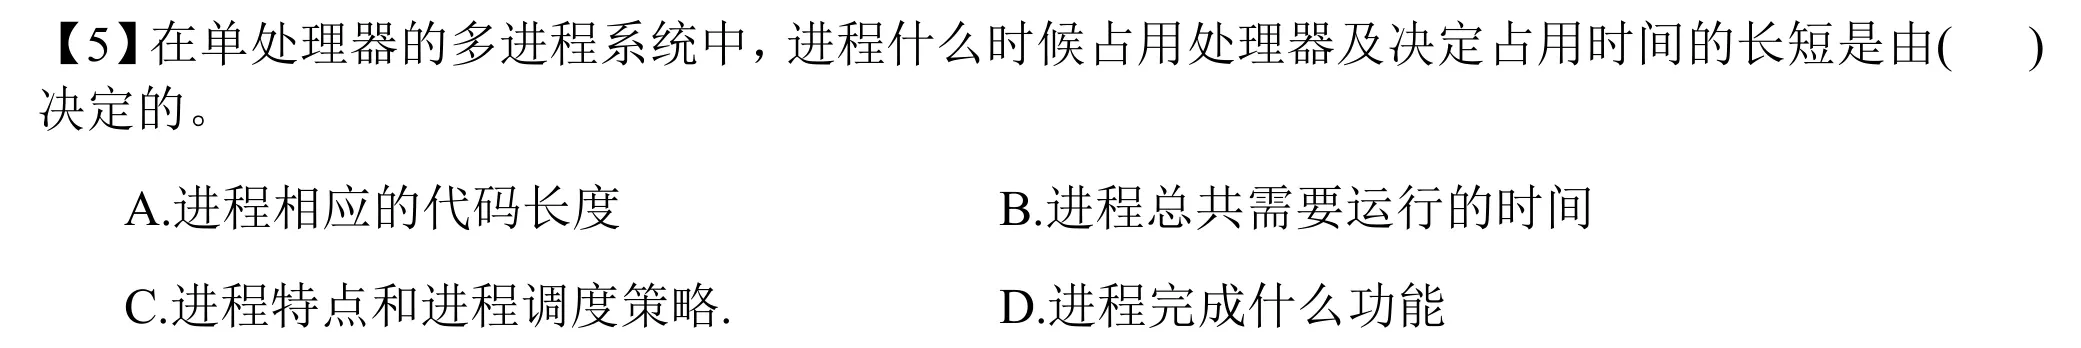 【5】在单处理器的多进程系统中，进程什么时候占用处理器及决定占用时间的长短是由(    )
决定的。
A.进程相应的代码长度    B.进程总共需要运行的时间
C.进程特点和进程调度策略.    D.进程完成什么功能